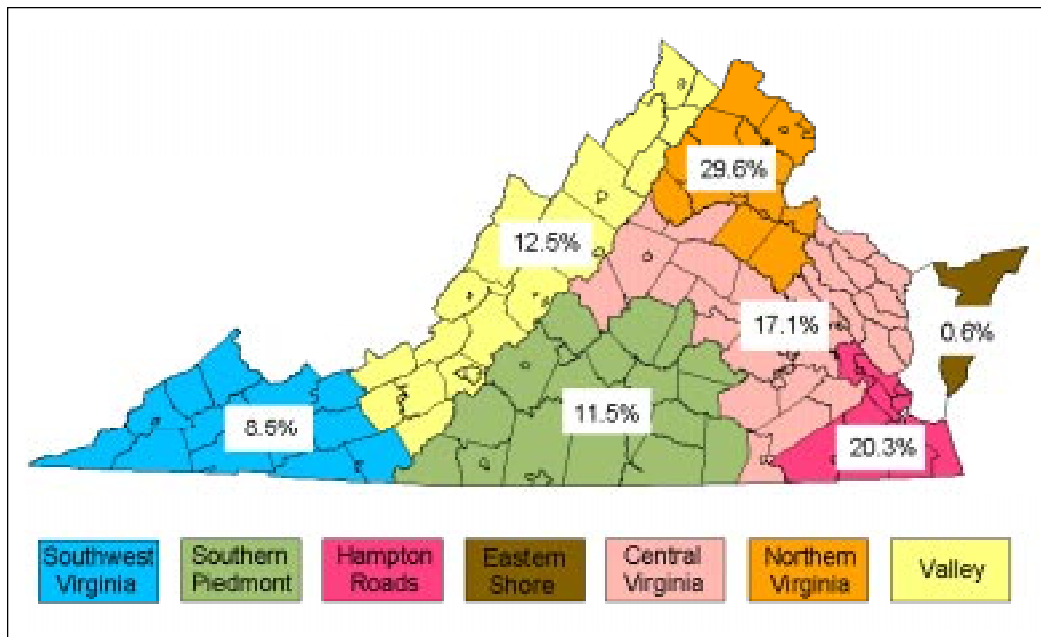 29.6%
12.5%
17.1%
0.6%
8.5%
11.5%
20.3%
Southwest
Virginia
Southern
Piedmont
Hampton
Roads
Eastern
Shore
Central
Virginia
Northern
Virginia
Valley